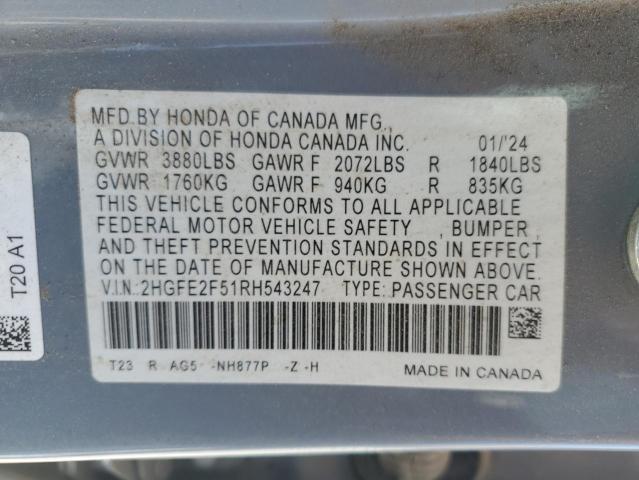 MFD.BY HONDA OF CANADA MFG.,
A DIVISION OF HONDA CANADA INC. 01/'24
GVWR 3880LBS GAWR F 2072LBS R 1840LBS
GVWR 1760KG GAWR F 940KG R 835KG
THIS VEHICLE CONFORMS TO ALL APPLICABLE
FEDERAL MOTOR VEHICLE SAFETY , BUMPER ,
AND THEFT PREVENTION STANDARDS IN EFFECT
ON THE DATE OF MANUFACTURE SHOWN ABOVE.
V.I.N:2HGFE2F51RH543247 TYPE:PASSENGER CAR
T23 R AG5 -NH877P -Z -H
MADE IN CANADA
T20 A1